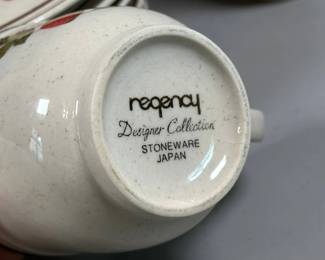 regency
Designer Collection
STONEWARE
JAPAN